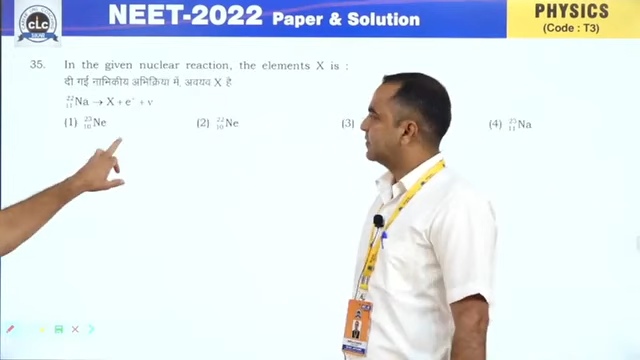 NEET-2022 Paper & Solution
PHYSICS
(Code : T3)
CLC
35. In the given nuclear reaction, the elements X is :
दी गई नाभिकीय अभिक्रिया में, अवयव X है
²²₁₁Na → X + e⁺ + ν
(1) ²³₁₀Ne (2) ²²₁₀Ne (3) (4) ²³₁₁Na